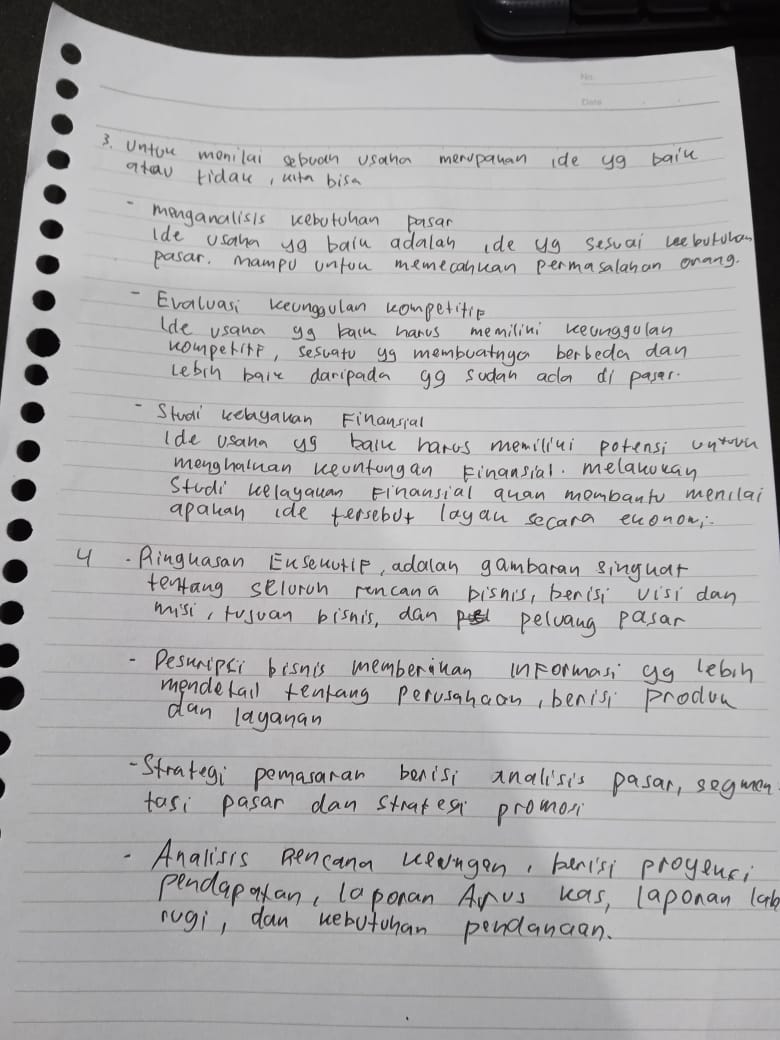 No.
Date
3. Untuk menilai sebuah usaha merupakan ide yg baik
atau tidak, kita bisa
- menganalisis kebutuhan pasar
Ide usaha yg baik adalah ide yg sesuai kebutuhan
pasar. mampu untuk memecahkan permasalahan orang.
- Evaluasi keunggulan kompetitif
Ide usaha yg baik harus memiliki keunggulan
kompetitif, sesuatu yg membuatnya berbeda dan
Lebih baik daripada yg sudah ada di pasar.
- Studi kelayakan Finansial
Ide usaha yg baik harus memiliki potensi untuk
menghalkan keuntungan Finansial. melakukan
Studi kelayakan Finansial akan membantu menilai
apakah ide tersebut layak secara ekonomi.
4 . Ringkasan Eksekutif, adalah gambaran singkat
tentang seluruh rencana bisnis, berisi visi dan
misi, tujuan bisnis, dan peluang pasar
- Deskripsi bisnis memberikan informasi yg lebih
mendetail tentang perusahaan, berisi produk
dan layanan
- Strategi pemasaran berisi analisis pasar, segmen
tasi pasar dan strategi promosi
- Analisis Rencana keungan, berisi proyeksi
pendapatan, laporan Arus kas, laporan lab
rugi, dan kebutuhan pendanaan.